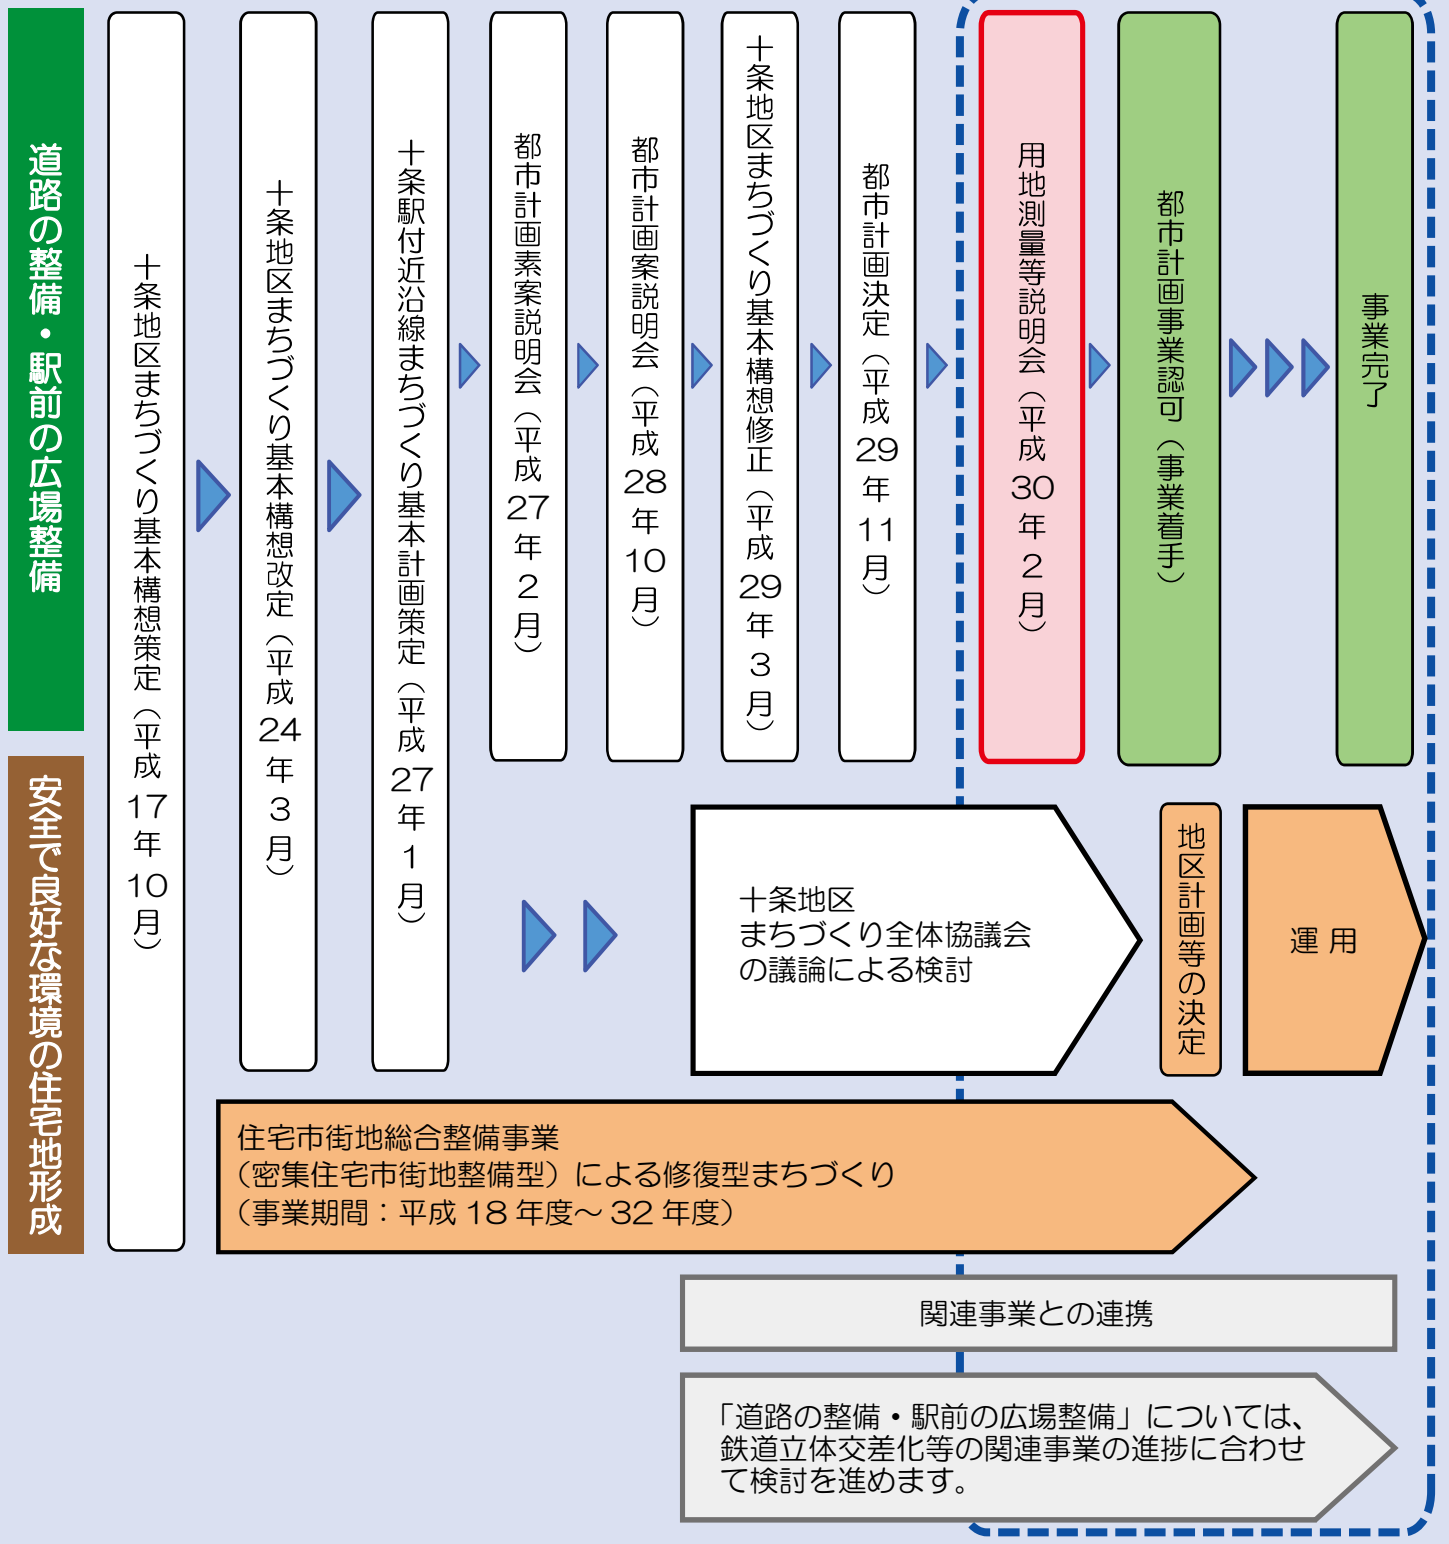 道路の整備・駅前の広場整備
安全で良好な環境の住宅地形成
十条地区まちづくり基本構想策定（平成17年10月）
十条地区まちづくり基本構想改定（平成24年3月）
十条駅付近沿線まちづくり基本計画策定（平成27年1月）
都市計画素案説明会（平成27年2月）
都市計画案説明会（平成28年10月）
十条地区まちづくり基本構想修正（平成29年3月）
都市計画決定（平成29年11月）
用地測量等説明会（平成30年2月）
都市計画事業認可（事業着手）
事業完了
十条地区
まちづくり全体協議会
の議論による検討
地区計画等の決定
運 用
住宅市街地総合整備事業
（密集住宅市街地整備型）による修復型まちづくり
（事業期間：平成 18 年度～ 32 年度）
関連事業との連携
「道路の整備・駅前の広場整備」については、
鉄道立体交差化等の関連事業の進捗に合わせ
て検討を進めます。